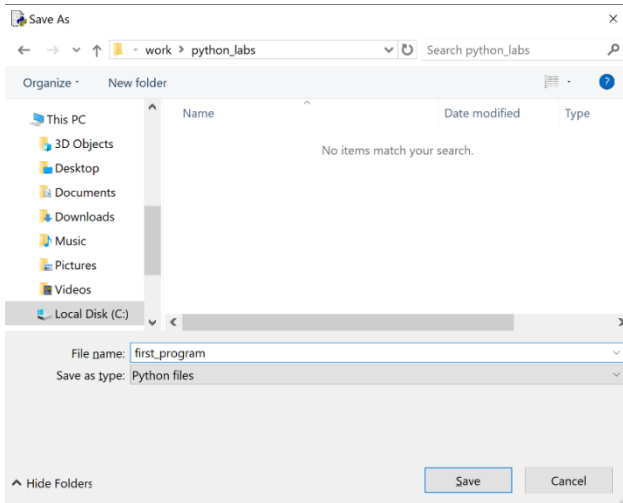 Save As
work > python_labs
Search python_labs
Organize
New folder
?
Name
Date modified
Type
No items match your search.
This PC
3D Objects
Desktop
Documents
Downloads
Music
Pictures
Videos
Local Disk (C:)
File name: first_program
Save as type: Python files
Hide Folders
Save
Cancel